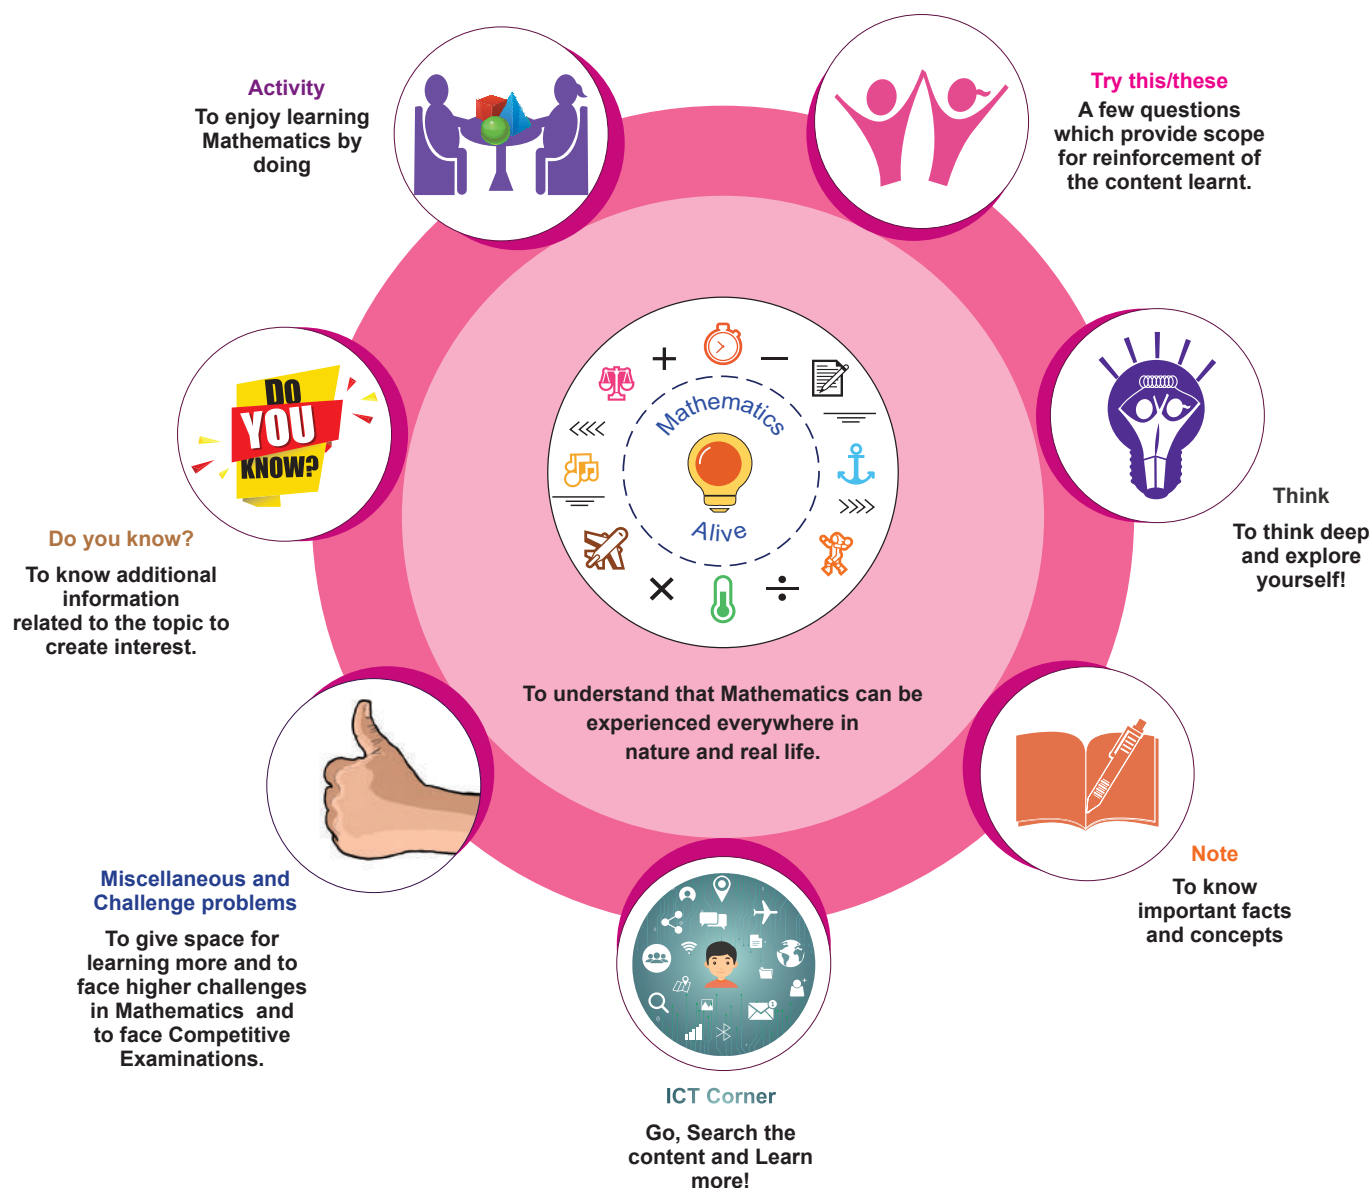 Activity
To enjoy learning
Mathematics by
doing
Try this/these
A few questions
which provide scope
for reinforcement of
the content learnt.
DO
YOU
KNOW?
Do you know?
To know additional
information
related to the topic to
create interest.
Mathematics
Alive
To understand that Mathematics can be
experienced everywhere in
nature and real life.
Think
To think deep
and explore
yourself!
Miscellaneous and
Challenge problems
To give space for
learning more and to
face higher challenges
in Mathematics and
to face Competitive
Examinations.
Note
To know
important facts
and concepts
ICT Corner
Go, Search the
content and Learn
more!